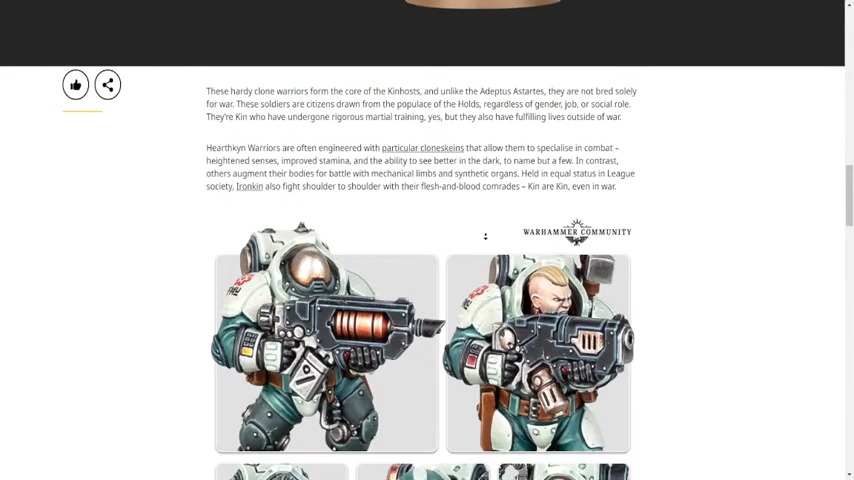 These hardy clone warriors form the core of the Kinhosts, and unlike the Adeptus Astartes, they are not bred solely
for war. These soldiers are citizens drawn from the populace of the Holds, regardless of gender, job, or social role.
They're Kin who have undergone rigorous martial training, yes, but they also have fulfilling lives outside of war.
Hearthkyn Warriors are often engineered with particular cloneskeins that allow them to specialise in combat –
heightened senses, improved stamina, and the ability to see better in the dark, to name but a few. In contrast,
others augment their bodies for battle with mechanical limbs and synthetic organs. Held in equal status in League
society, Ironkin also fight shoulder to shoulder with their flesh-and-blood comrades – Kin are Kin, even in war.
WARHAMMER COMMUNITY